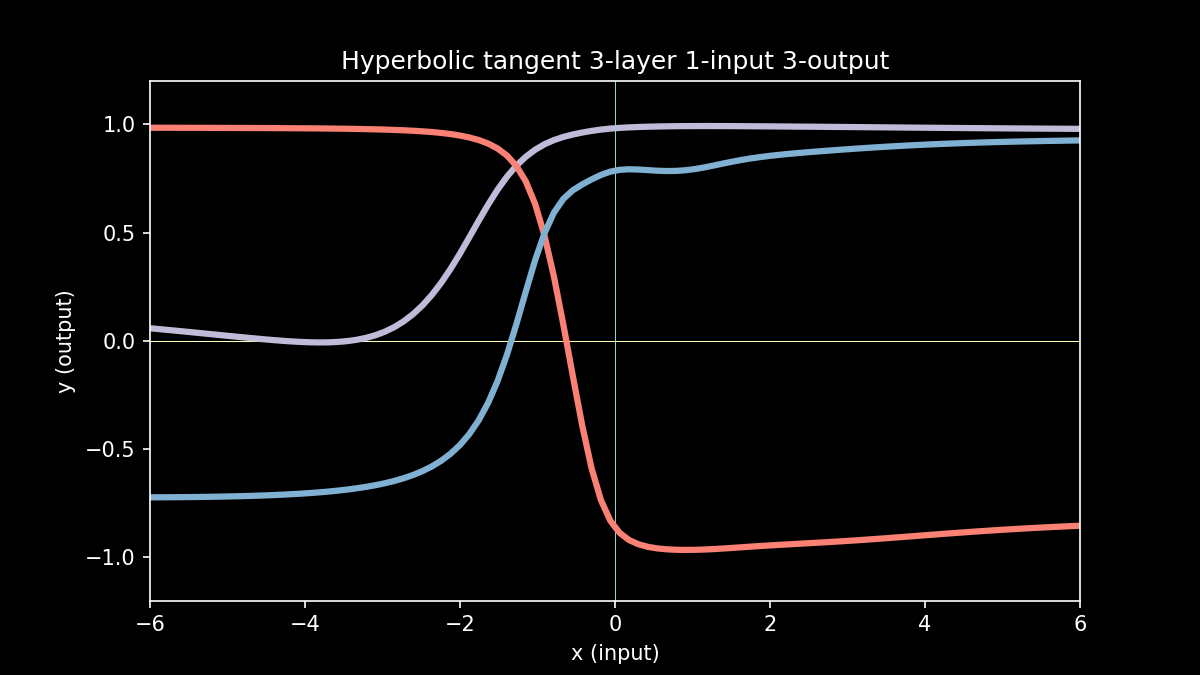 Hyperbolic tangent 3-layer 1-input 3-output
1.0
0.5
0.0
−0.5
−1.0
y (output)
−6 −4 −2 0 2 4 6
x (input)